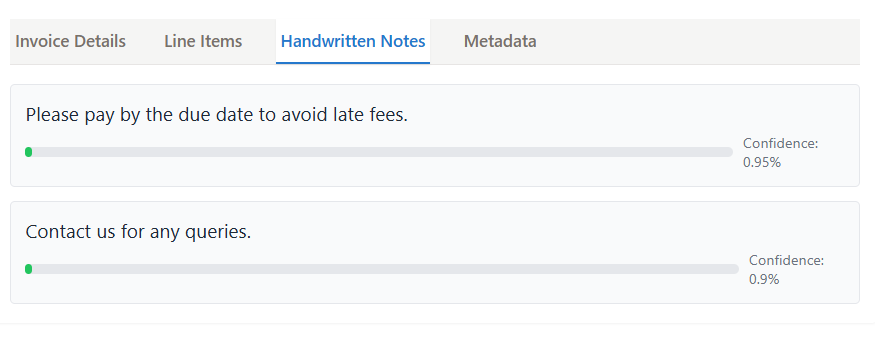 Invoice Details Line Items Handwritten Notes Metadata
Please pay by the due date to avoid late fees.
Confidence:
0.95%
Contact us for any queries.
Confidence:
0.9%